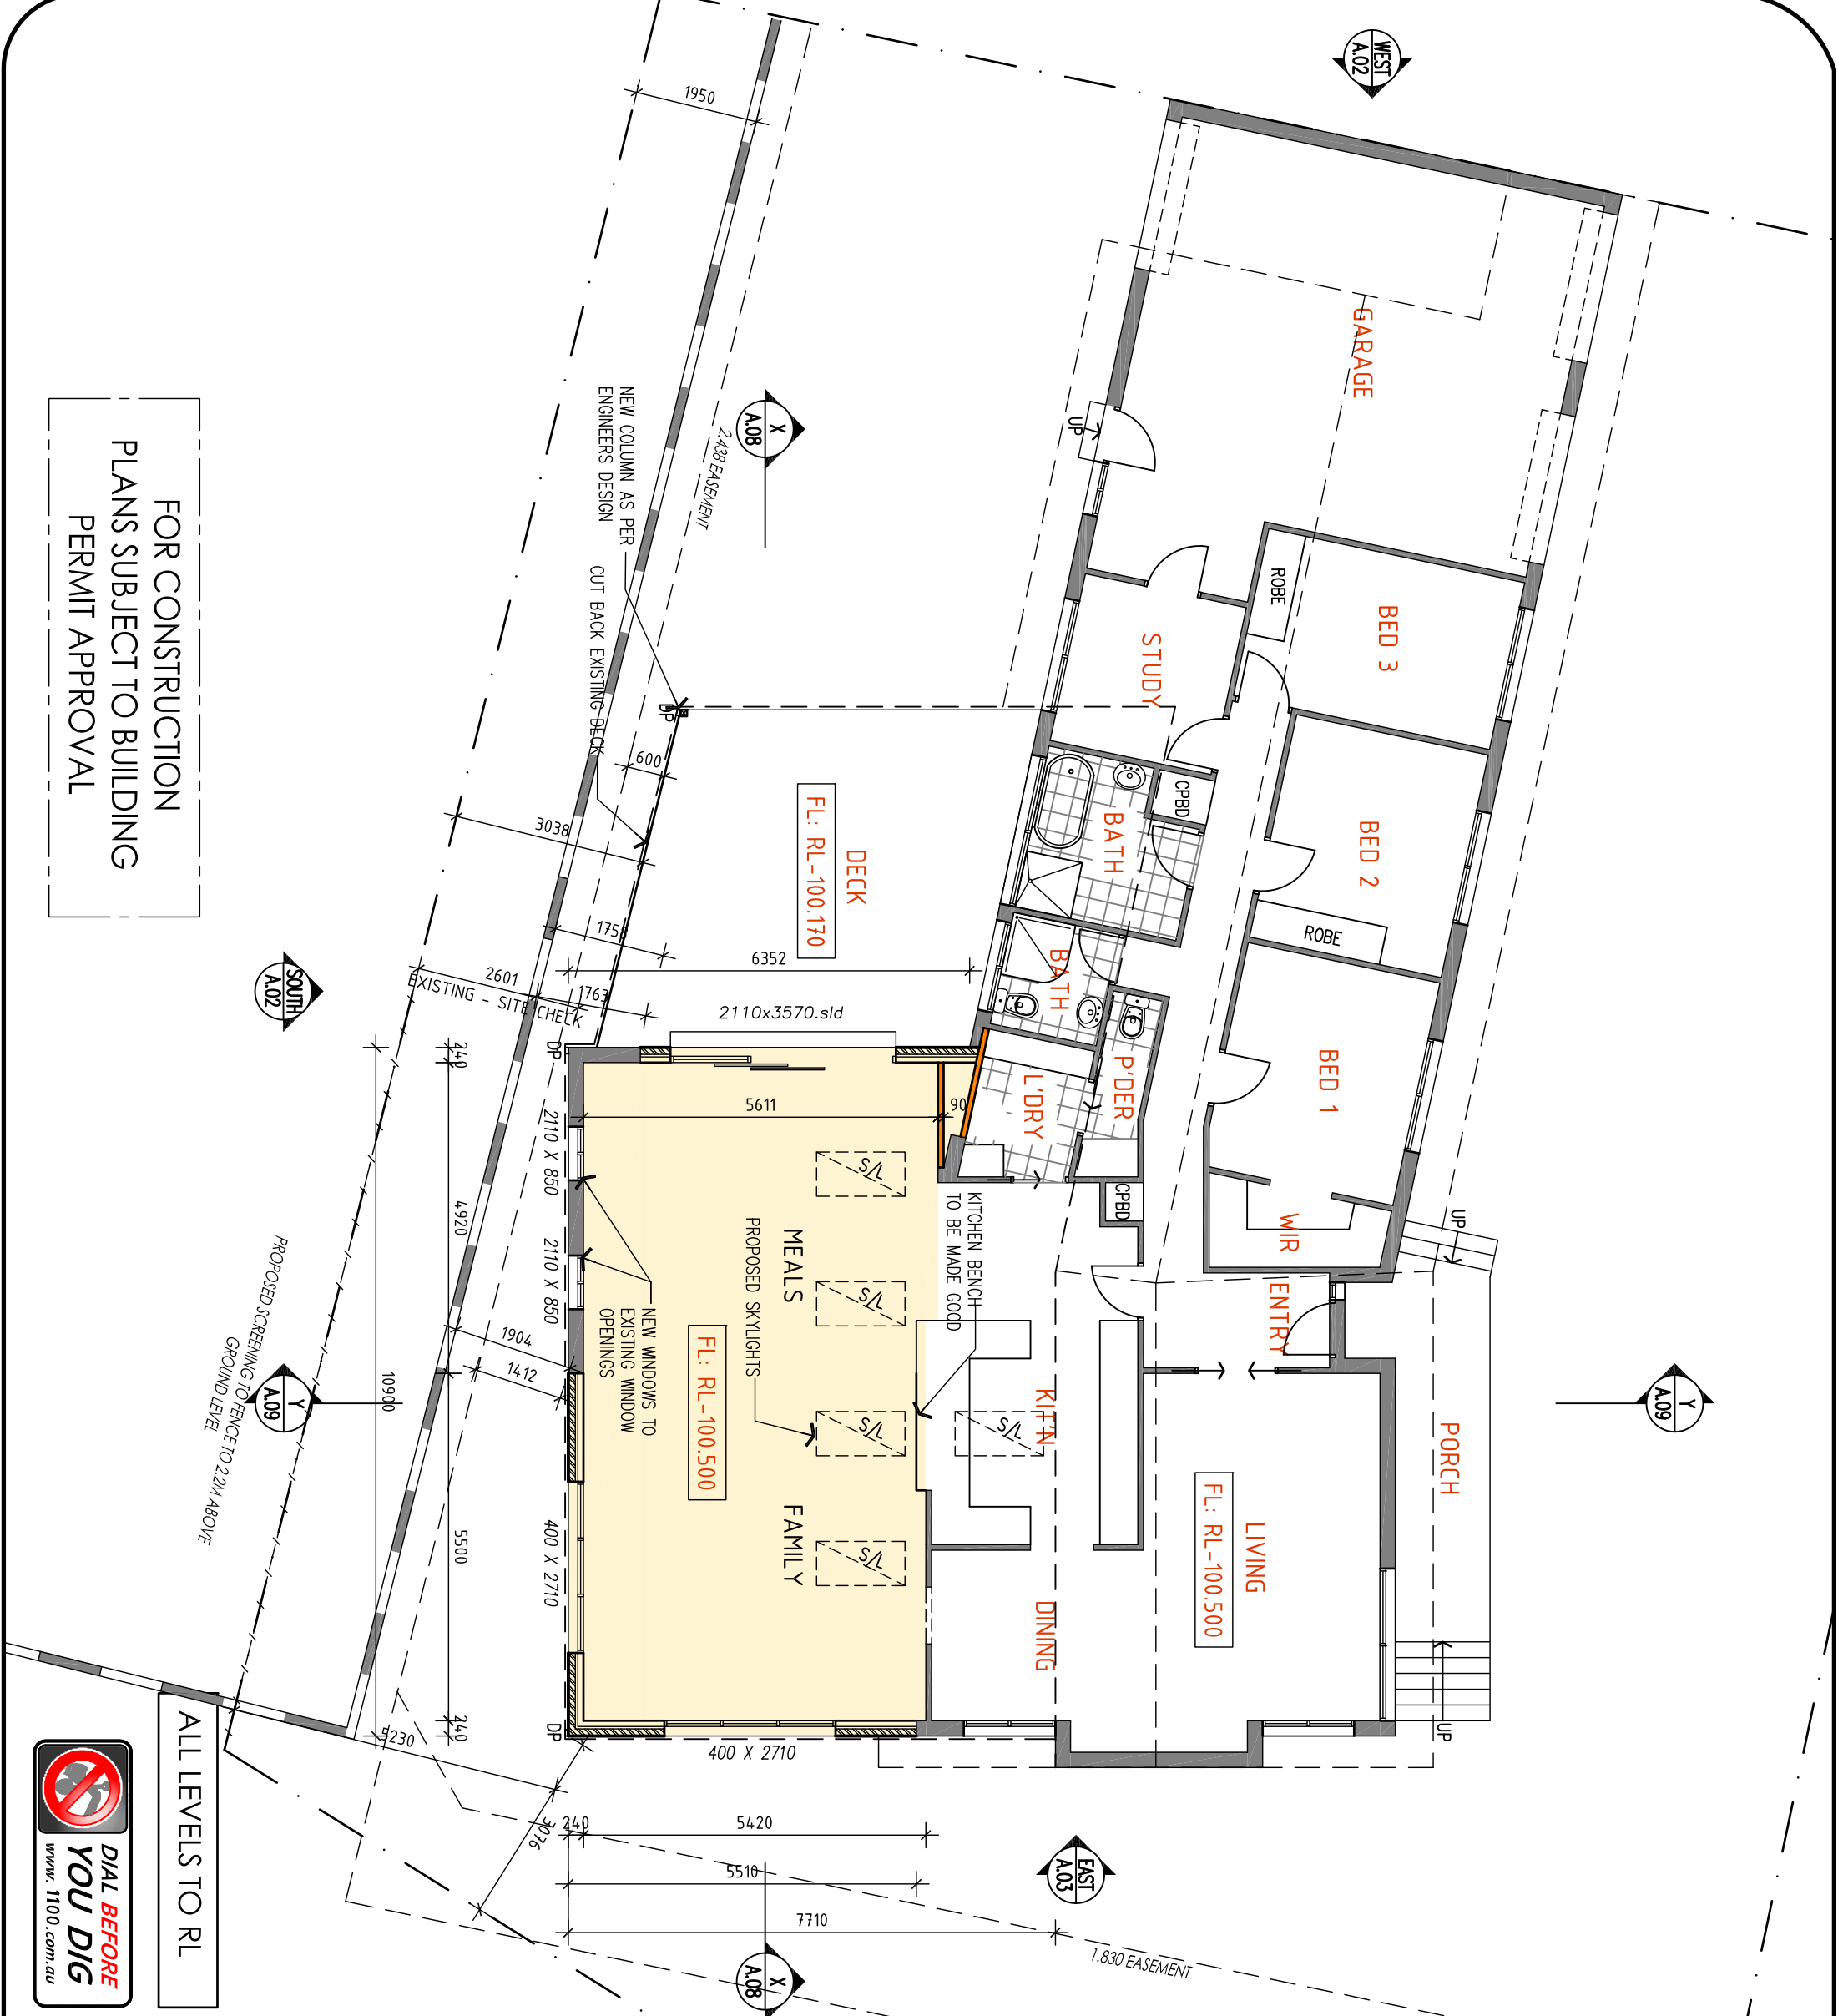 WEST
A.02
1950
GARAGE
UP
X
A.08
2.438 EASEMENT
NEW COLUMN AS PER
ENGINEERS DESIGN
CUT BACK EXISTING DECK
ROBE
BED 3
STUDY
DP
600
3038
DECK
FL: RL-100.170
CPBD
BATH
BED 2
ROBE
1758
6352
2601
1763
EXISTING - SITE CHECK
2110x3570.sld
BATH
P'DER
L'DRY
BED 1
SOUTH
A.02
FOR CONSTRUCTION
PLANS SUBJECT TO BUILDING
PERMIT APPROVAL
DP
240
5611
90
2110 X 850
4920
2110 X 850
S/L
S/L
S/L
S/L
S/L
MEALS
PROPOSED SKYLIGHTS
KITCHEN BENCH
TO BE MADE GOOD
CPBD
WIR
UP
ENTRY
NEW WINDOWS TO
EXISTING WINDOW
OPENINGS
FL: RL-100.500
1904
1412
10900
PROPOSED SCREENING TO FENCE TO 2.2M ABOVE
GROUND LEVEL
Y
A.09
Y
A.09
KIT'N
PORCH
FAMILY
LIVING
FL: RL-100.500
DINING
400 X 2710
5500
240
DP
5230
400 X 2710
UP
3076
240
5420
5510
7710
EAST
A.03
1.830 EASEMENT
X
A.08
ALL LEVELS TO RL
DIAL BEFORE
YOU DIG
www.1100.com.au